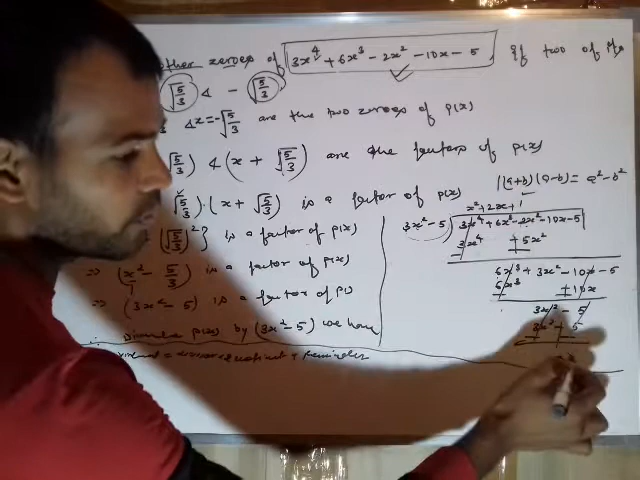 other zeroes of 3x⁴ + 6x³ - 2x² - 10x - 5 if two of
√5/3 & - √5/3
& x = -√5/3 are the two zeroes of p(x)
√5/3) & (x + √5/3) are the factors of p(x)
√5/3).(x + √5/3) is a factor of p(x)
(√5/3)²} is a factor of p(x)
⇒ (x² - 5/3) is a factor of p(x)
⇒ (3x² - 5) is a factor of p(
Divide p(x) by (3x² - 5) we have
= divisor × quotient + remainder
(a+b)(a-b) = a² - b²
x² + 2x + 1
3x² - 5 3x⁴ + 6x³ - 2x² - 10x - 5
3x⁴ - 5x²
- +
6x³ + 3x² - 10x - 5
6x³ - 10x
- +
3x² - 5
3x² - 5
- +